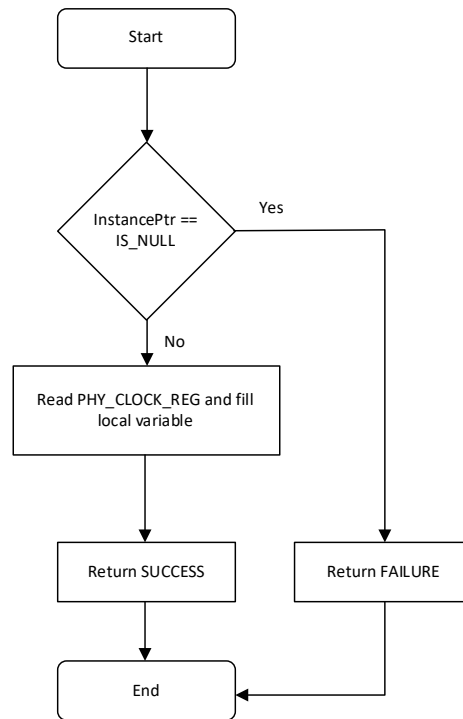 Start
InstancePtr ==
IS_NULL
Yes
No
Read PHY_CLOCK_REG and fill
local variable
Return SUCCESS
Return FAILURE
End